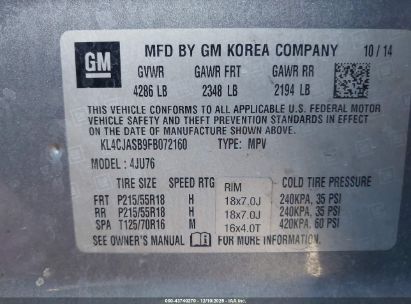 GM MFD BY GM KOREA COMPANY 10/14
GVWR GAWR FRT GAWR RR
4286 LB 2348 LB 2194 LB
THIS VEHICLE CONFORMS TO ALL APPLICABLE U.S. FEDERAL MOTOR
VEHICLE SAFETY AND THEFT PREVENTION STANDARDS IN EFFECT ON
THE DATE OF MANUFACTURE SHOWN ABOVE.
KL4CJASB9FB072160 TYPE: MPV
MODEL: 4JU76
TIRE SIZE SPEED RTG RIM COLD TIRE PRESSURE
FRT P215/55R18 H 18x7.0J 240KPA, 35 PSI
RR P215/55R18 H 18x7.0J 240KPA, 35 PSI
SPA T125/70R16 M 16x4.0T 420KPA, 60 PSI
SEE OWNER'S MANUAL FOR MORE INFORMATION